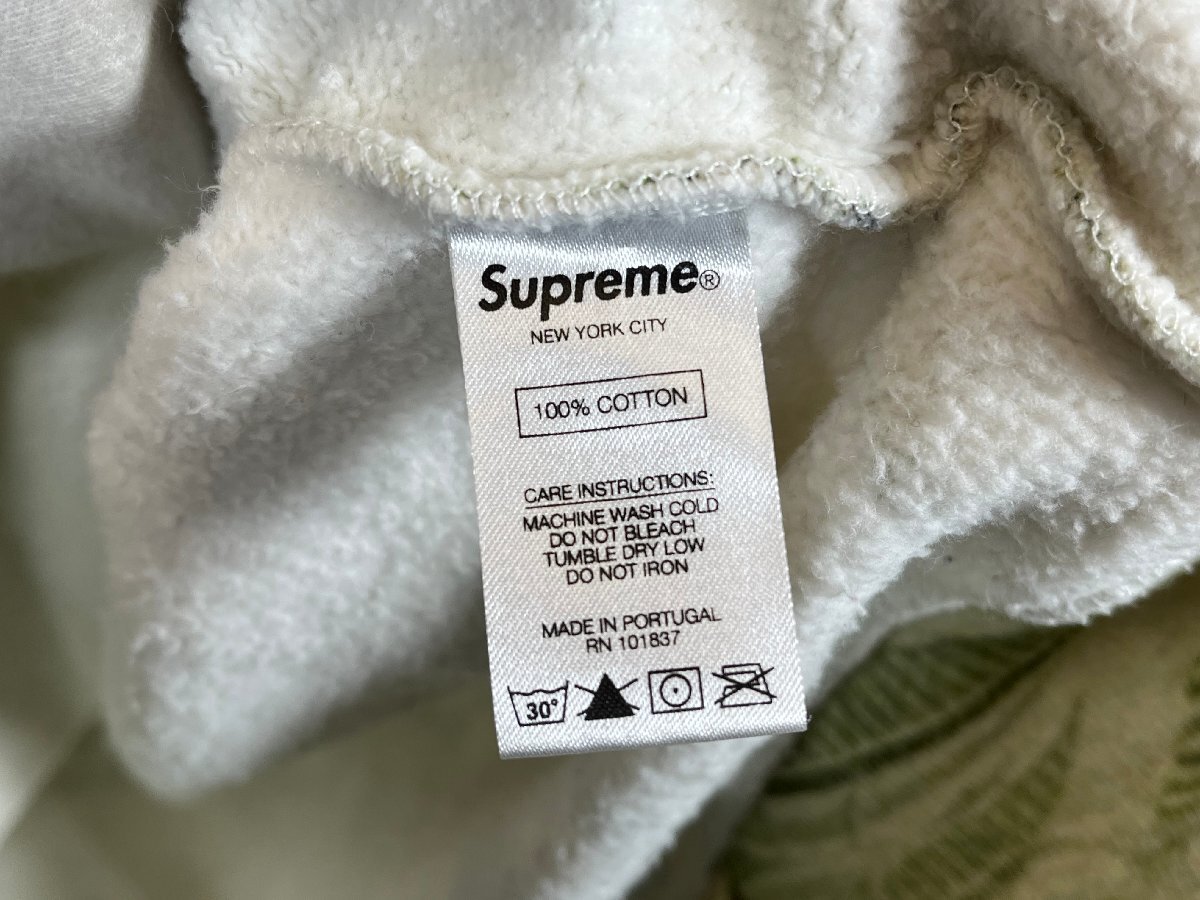 Supreme®
NEW YORK CITY
100% COTTON
CARE INSTRUCTIONS:
MACHINE WASH COLD
DO NOT BLEACH
TUMBLE DRY LOW
DO NOT IRON
MADE IN PORTUGAL
RN 101837
30°